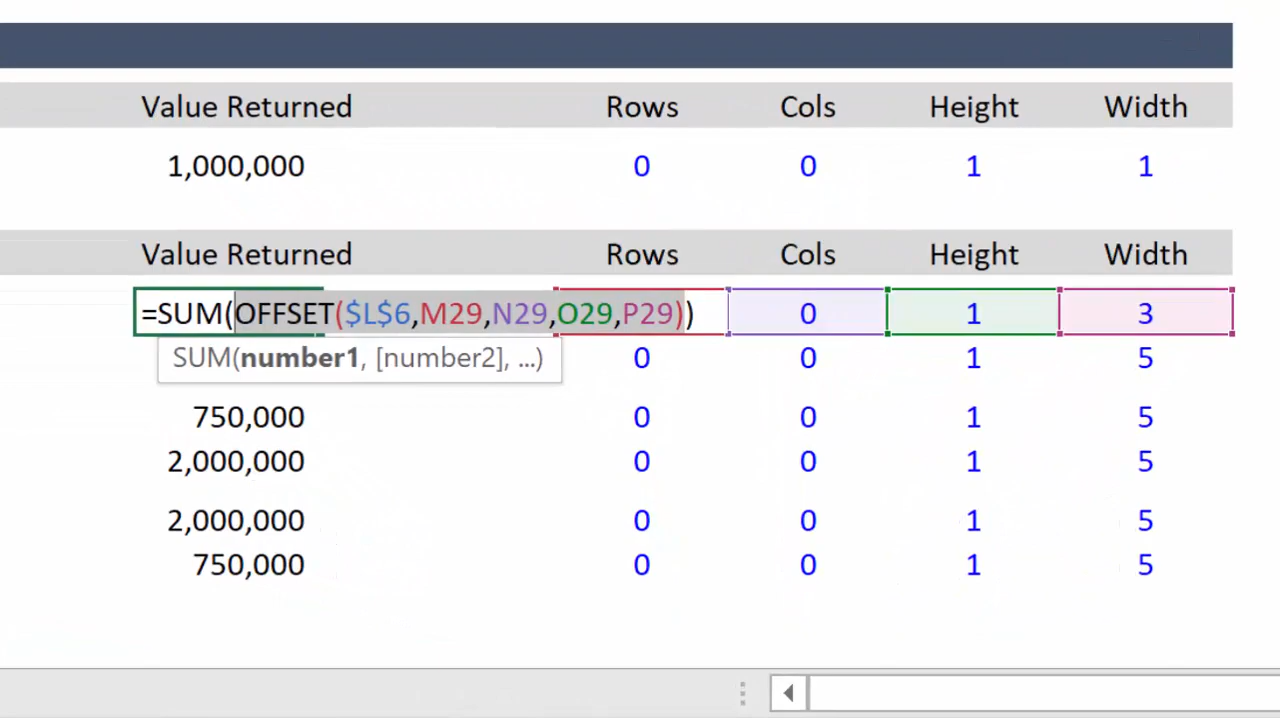 Value Returned Rows Cols Height Width
1,000,000 0 0 1 1
Value Returned Rows Cols Height Width
=SUM(OFFSET($L$6,M29,N29,O29,P29)) 0 1 3
SUM(number1, [number2], ...) 0 0 1 5
750,000 0 0 1 5
2,000,000 0 0 1 5
2,000,000 0 0 1 5
750,000 0 0 1 5